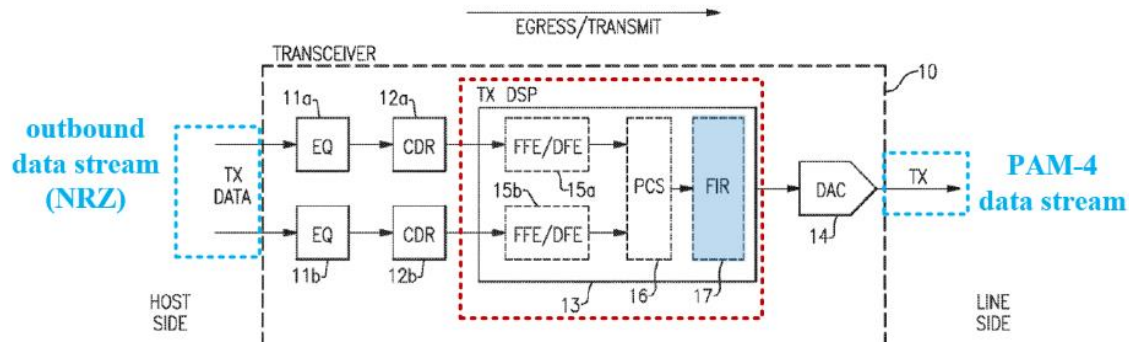 EGRESS/TRANSMIT
TRANSCEIVER
10
outbound
data stream
(NRZ)
TX
DATA
11a
EQ
12a
CDR
TX DSP
FFE/DFE
15a
15b
FFE/DFE
PCS
16
FIR
17
13
11b
EQ
12b
CDR
DAC
14
TX
PAM-4
data stream
HOST
SIDE
LINE
SIDE